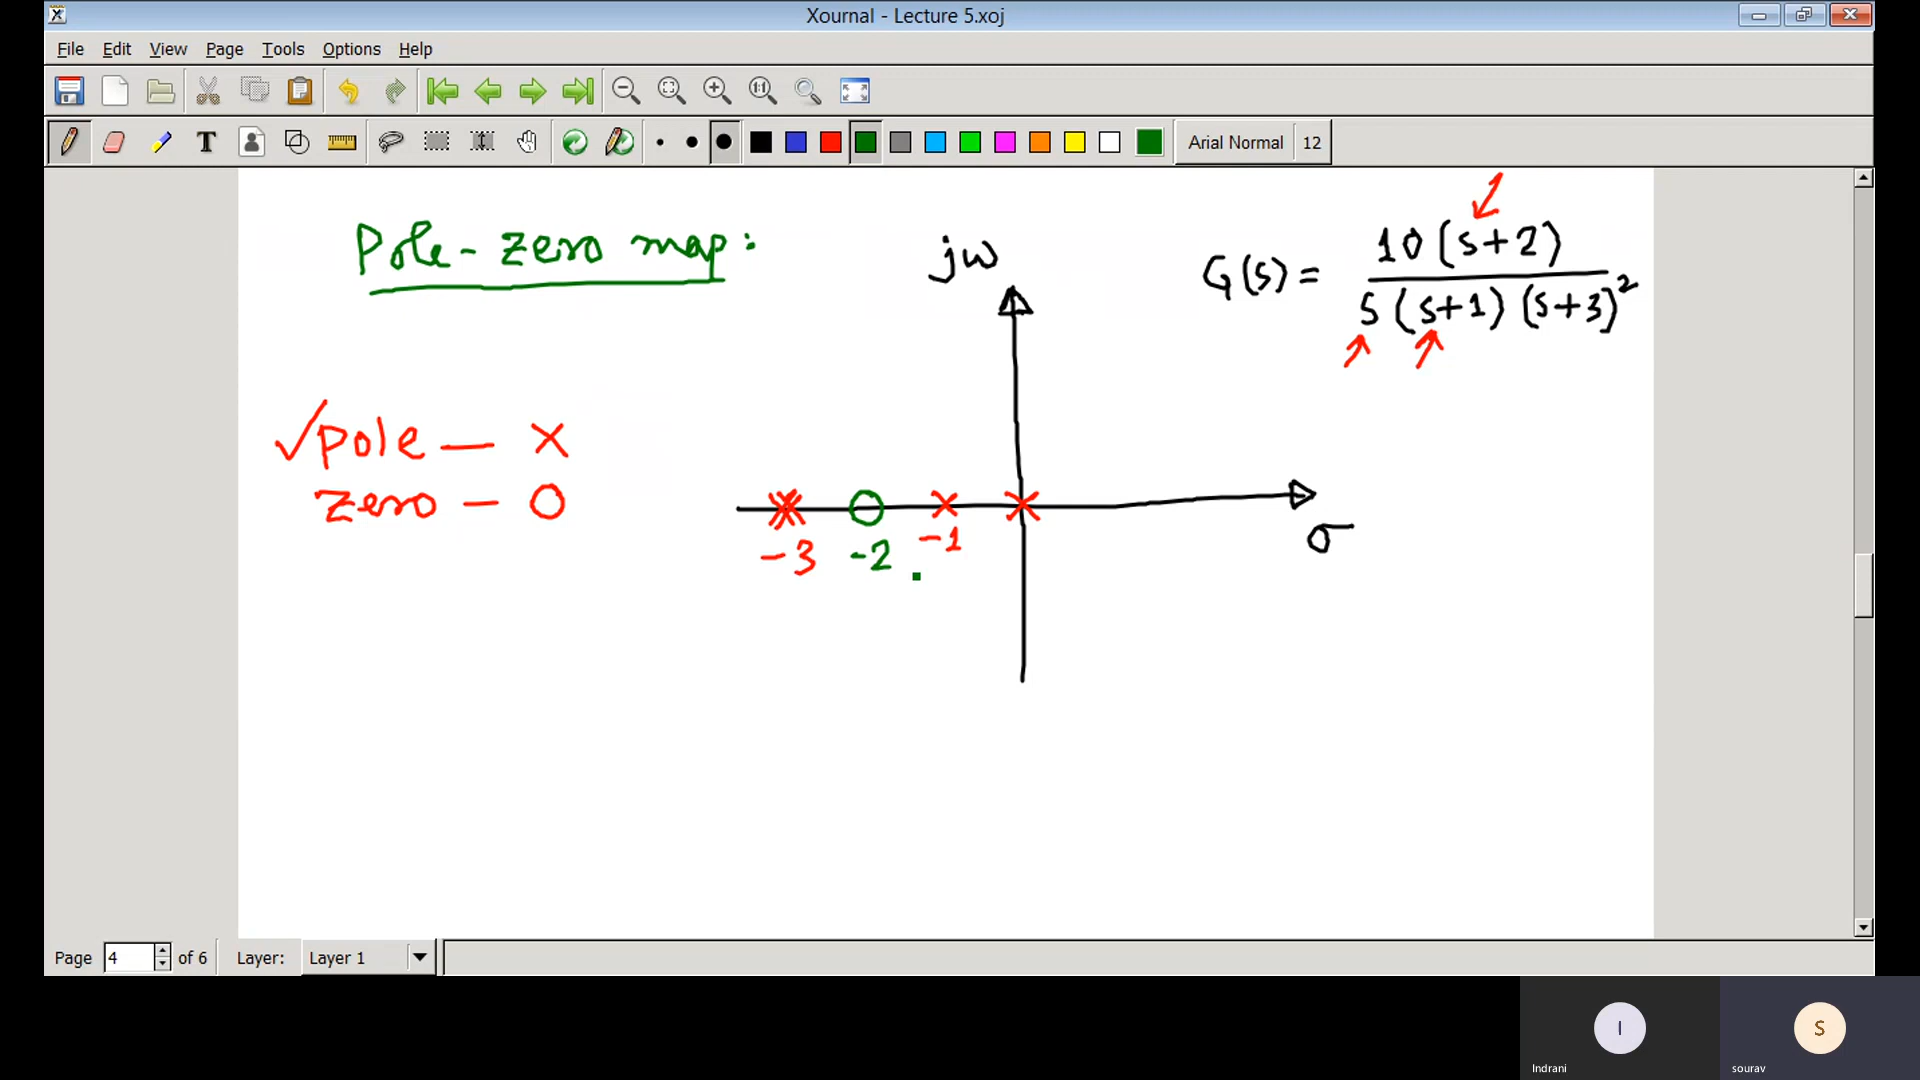 Xournal - Lecture 5.xoj
File Edit View Page Tools Options Help
Arial Normal 12
Pole - zero map:
jω
G(s) = 10(s+2)
s(s+1)(s+3)²
✓pole — ×
zero — O
-3 -2 -1
σ
Page 4 of 6 Layer: Layer 1
I
S
Indrani
sourav